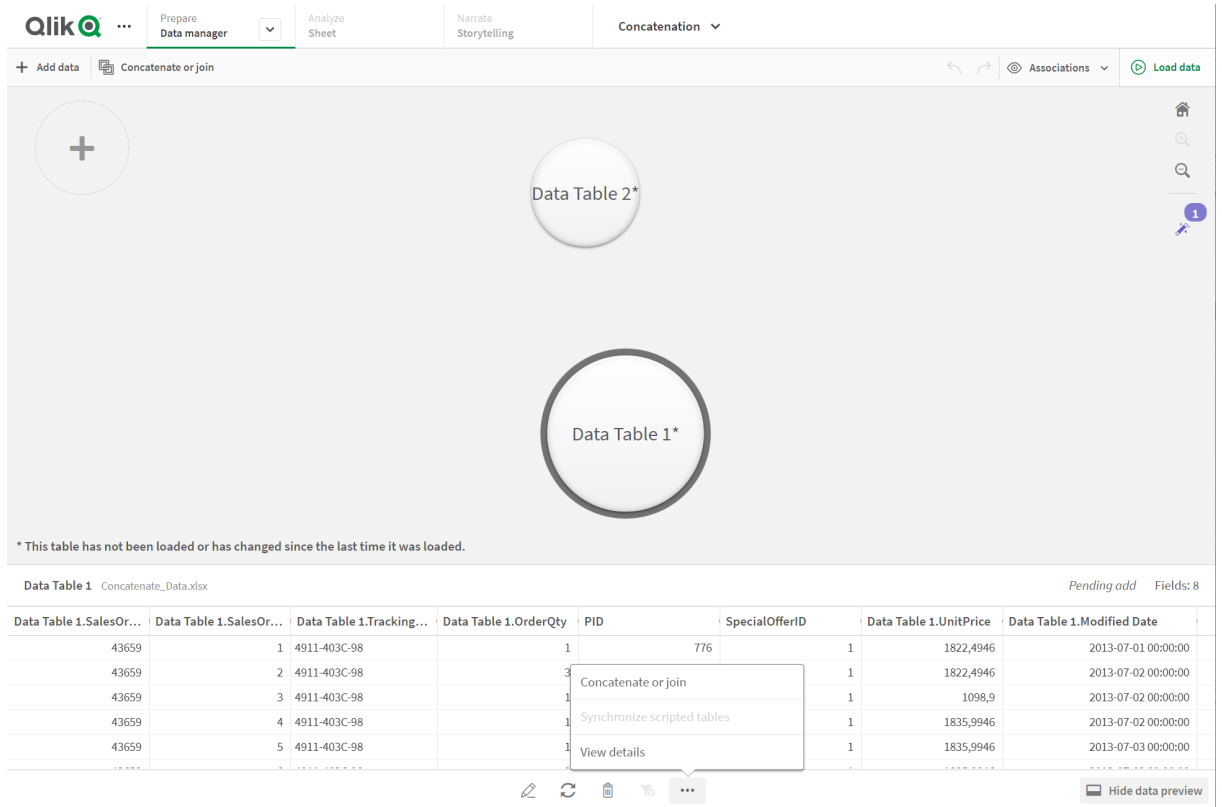 Qlik
Prepare
Data manager
Analyze
Sheet
Narrate
Storytelling
Concatenation
Add data
Concatenate or join
Associations
Load data
1
Data Table 2*
Data Table 1*
* This table has not been loaded or has changed since the last time it was loaded.
Data Table 1 Concatenate_Data.xlsx Pending add Fields: 8
Data Table 1.SalesOr... Data Table 1.SalesOr... Data Table 1.Tracking... Data Table 1.OrderQty PID SpecialOfferID Data Table 1.UnitPrice Data Table 1.Modified Date
43659 1 4911-403C-98 1 776 1 1822,4946 2013-07-01 00:00:00
43659 2 4911-403C-98 3 1 1822,4946 2013-07-02 00:00:00
43659 3 4911-403C-98 1 1 1098,9 2013-07-02 00:00:00
43659 4 4911-403C-98 1 1 1835,9946 2013-07-02 00:00:00
43659 5 4911-403C-98 1 1 1835,9946 2013-07-03 00:00:00
Concatenate or join
Synchronize scripted tables
View details
Hide data preview